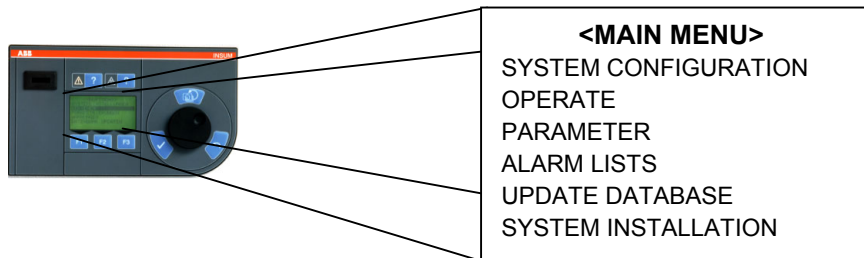 ABB
INSUM
? ?
F1 F2 F3
<MAIN MENU>
SYSTEM CONFIGURATION
OPERATE
PARAMETER
ALARM LISTS
UPDATE DATABASE
SYSTEM INSTALLATION